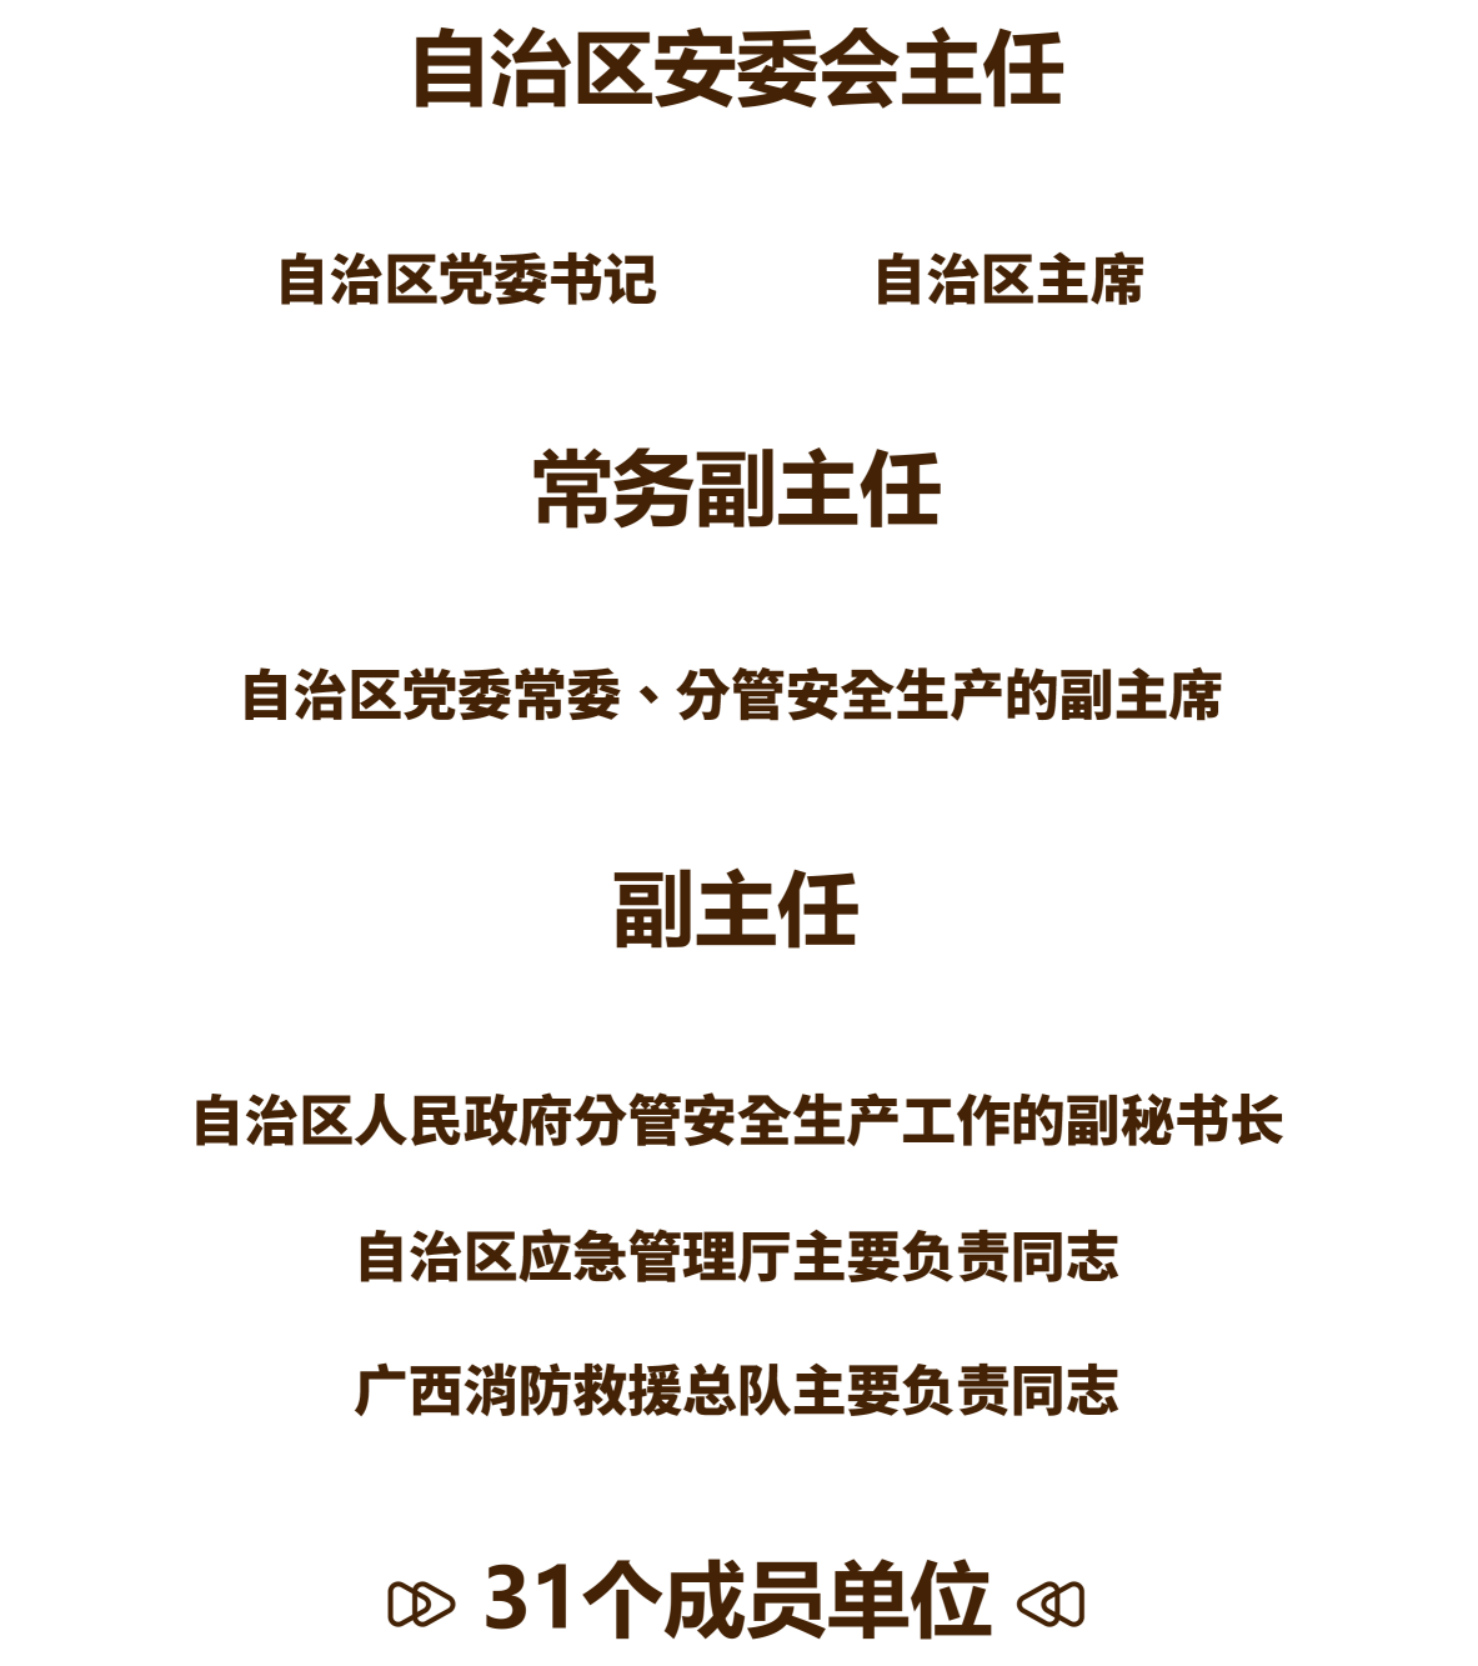 自治区安委会主任
自治区党委书记 自治区主席
常务副主任
自治区党委常委、分管安全生产的副主席
副主任
自治区人民政府分管安全生产工作的副秘书长
自治区应急管理厅主要负责同志
广西消防救援总队主要负责同志
31个成员单位